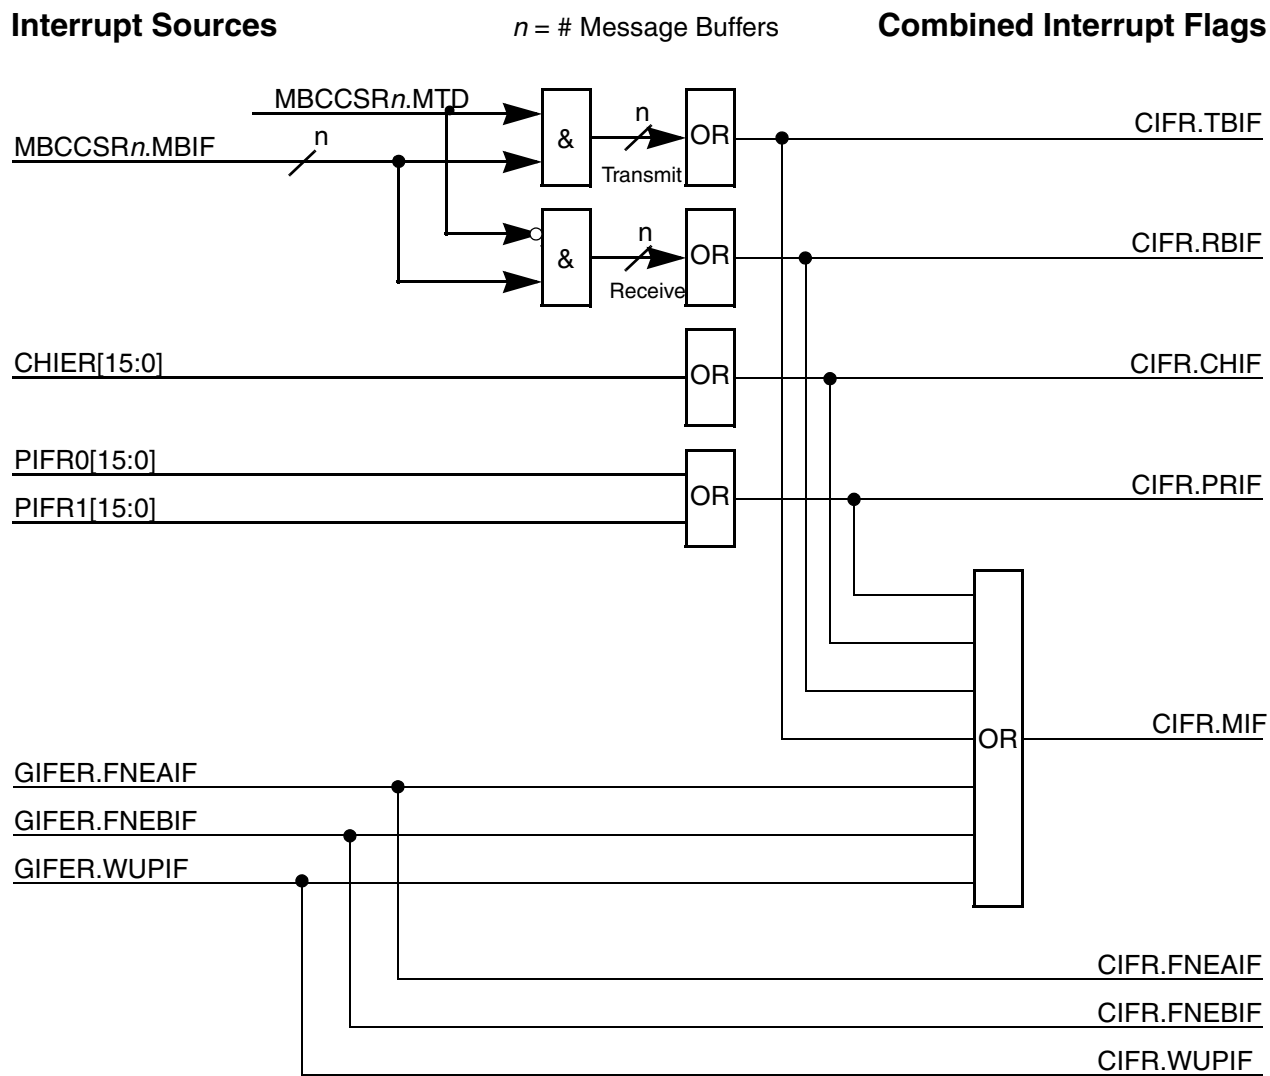 Interrupt Sources
n = # Message Buffers
Combined Interrupt Flags
MBCCSRn.MTD
MBCCSRn.MBIF
n
&
n
Transmit
OR
CIFR.TBIF
&
n
Receive
OR
CIFR.RBIF
CHIER[15:0]
OR
CIFR.CHIF
PIFR0[15:0]
PIFR1[15:0]
OR
CIFR.PRIF
OR
CIFR.MIF
GIFER.FNEAIF
GIFER.FNEBIF
GIFER.WUPIF
CIFR.FNEAIF
CIFR.FNEBIF
CIFR.WUPIF